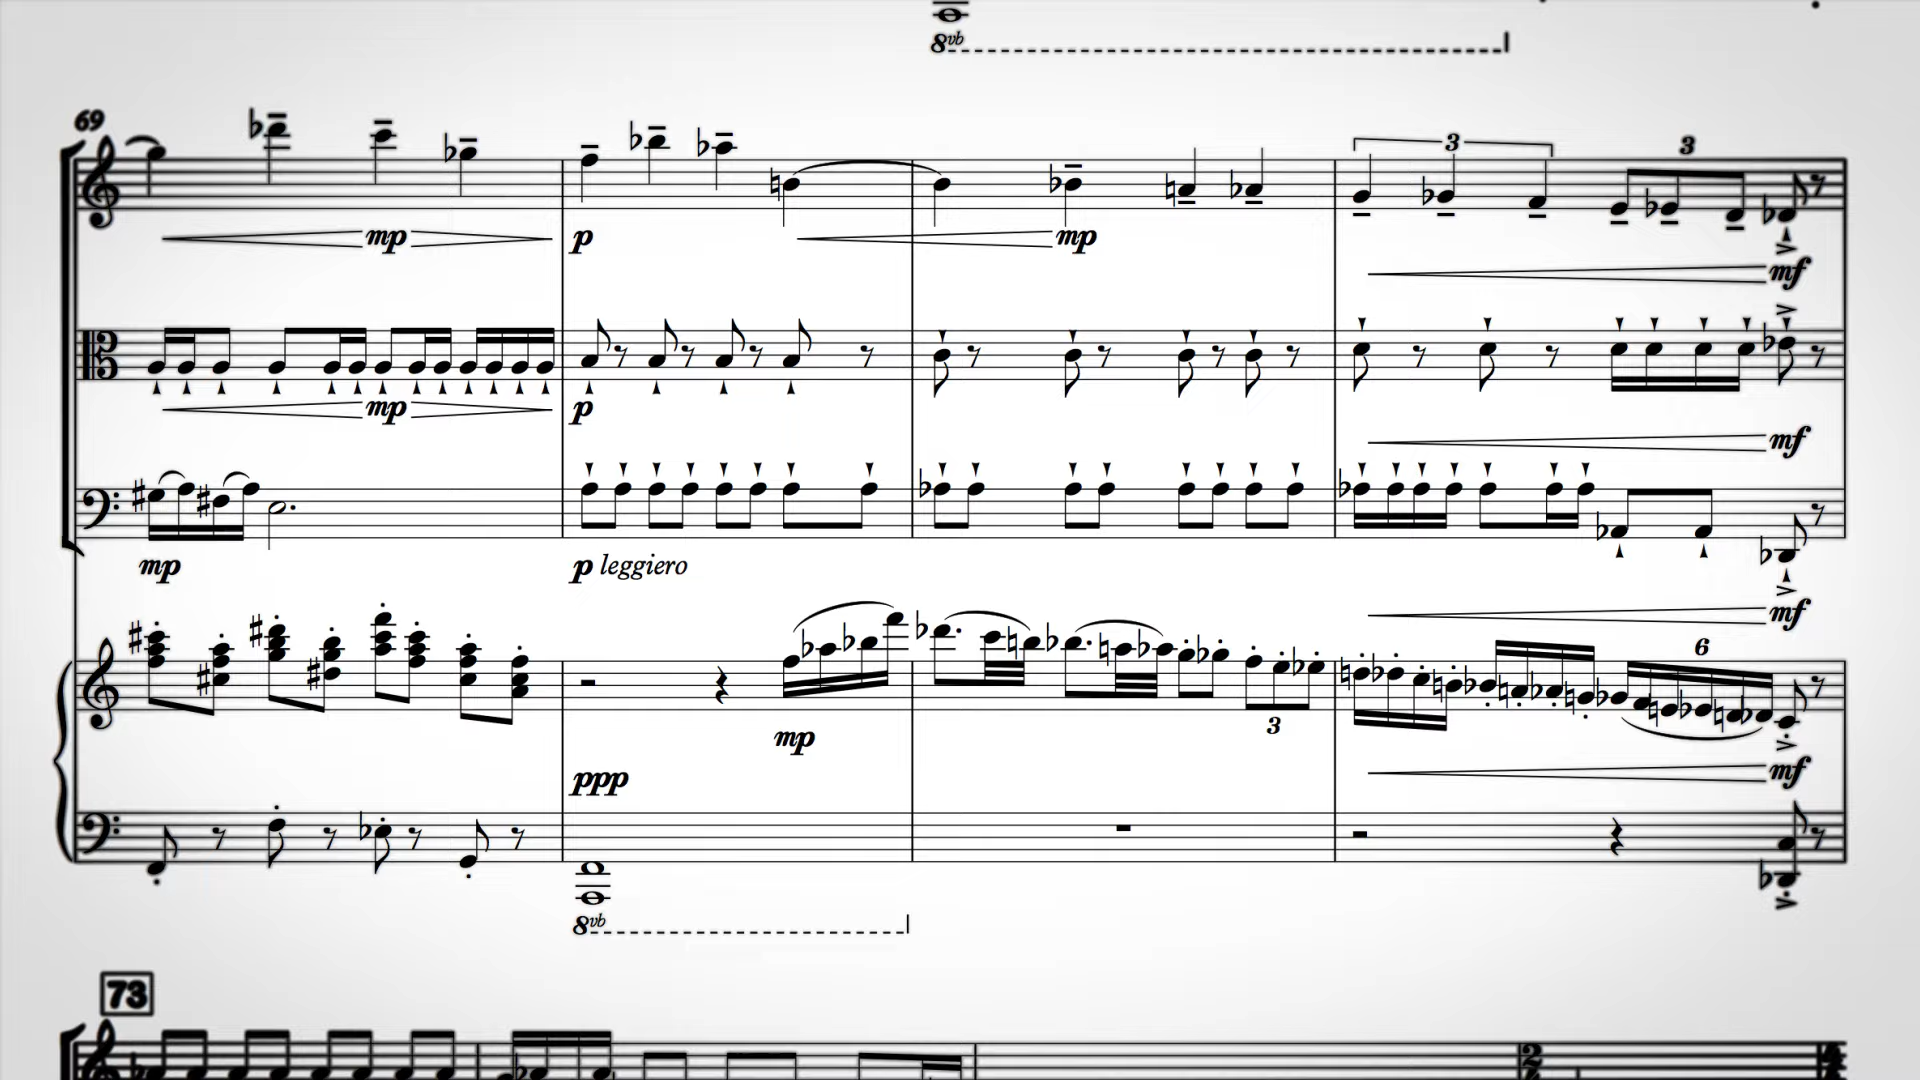 8vb
69
3 3
mp p mp
mf
mp p
mf
mp p leggiero
mf
6
3
mp
ppp mf
8vb
73
2